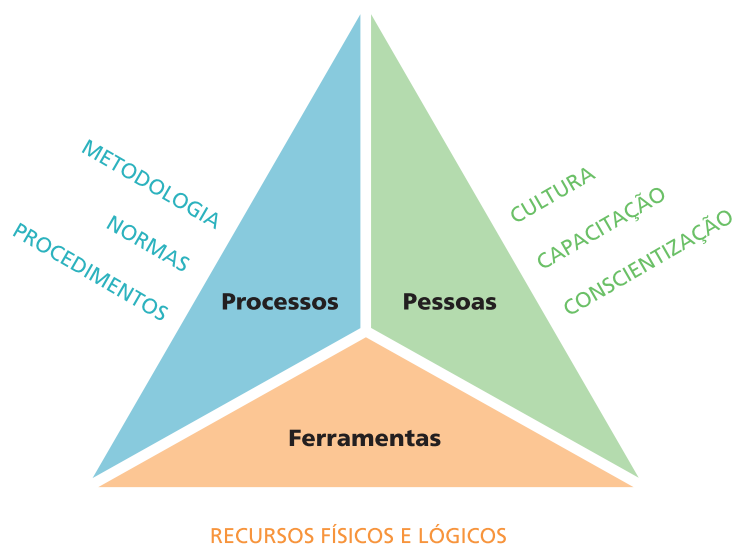 METODOLOGIA
NORMAS
PROCEDIMENTOS
CULTURA
CAPACITAÇÃO
CONSCIENTIZAÇÃO
Processos
Pessoas
Ferramentas
RECURSOS FÍSICOS E LÓGICOS